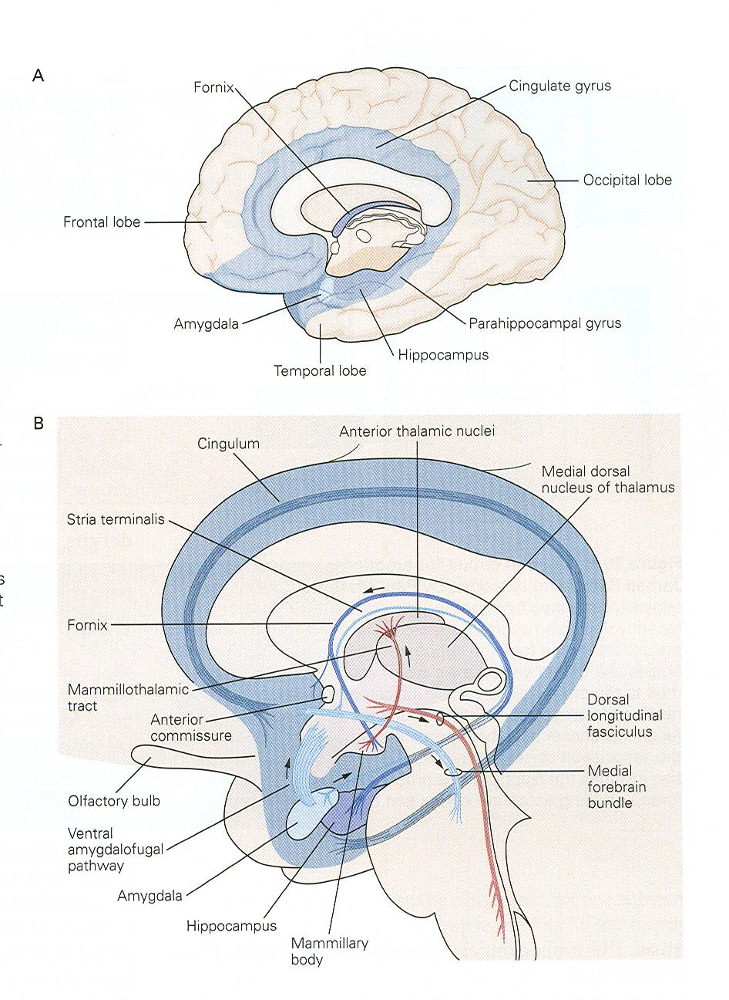 A
Fornix
Cingulate gyrus
Occipital lobe
Frontal lobe
Amygdala
Parahippocampal gyrus
Hippocampus
Temporal lobe
B
Anterior thalamic nuclei
Cingulum
Medial dorsal
nucleus of thalamus
Stria terminalis
s
t
Fornix
Mammillothalamic
tract
Anterior
commissure
Dorsal
longitudinal
fasciculus
Olfactory bulb
Medial
forebrain
bundle
Ventral
amygdalofugal
pathway
Amygdala
Hippocampus
Mammillary
body